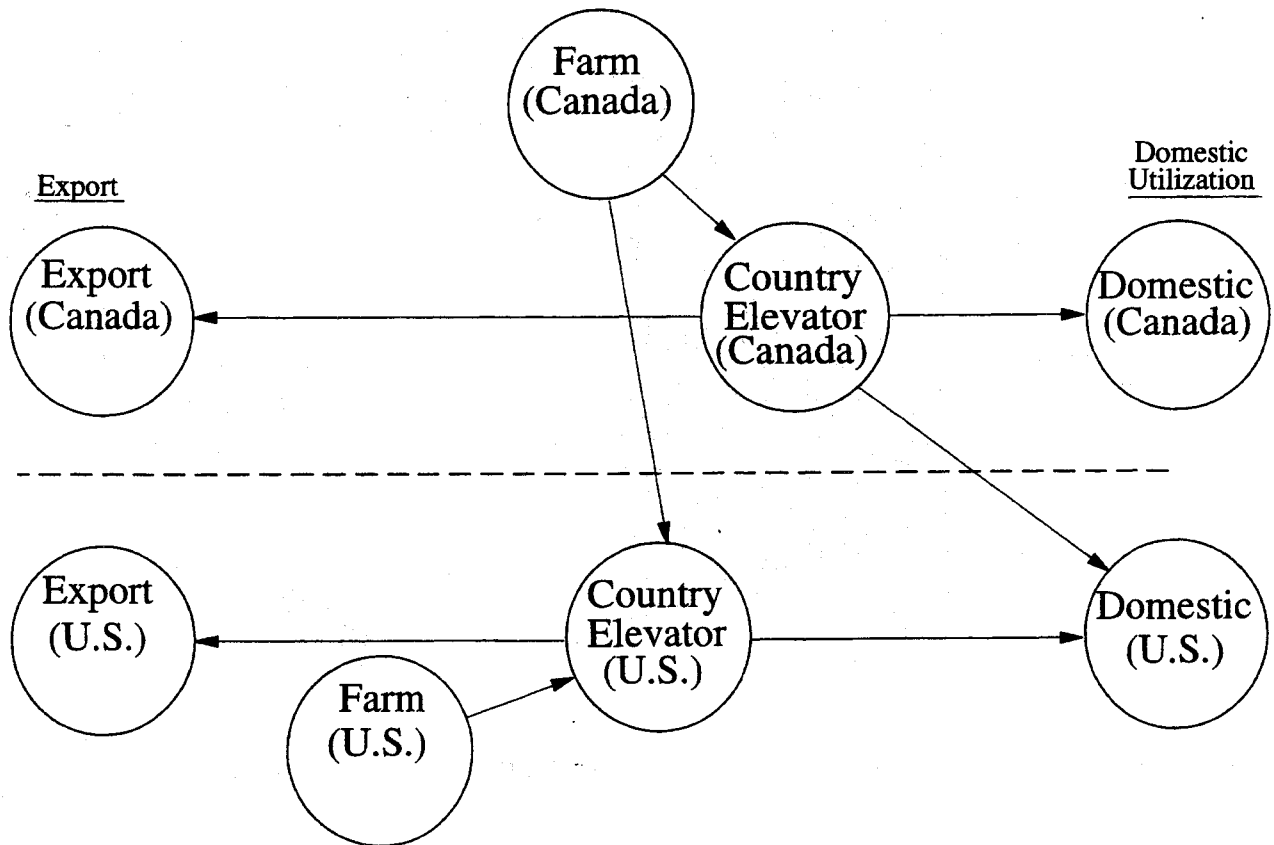 Farm
(Canada)
Export
Domestic
Utilization
Export
(Canada)
Country
Elevator
(Canada)
Domestic
(Canada)
Export
(U.S.)
Country
Elevator
(U.S.)
Domestic
(U.S.)
Farm
(U.S.)